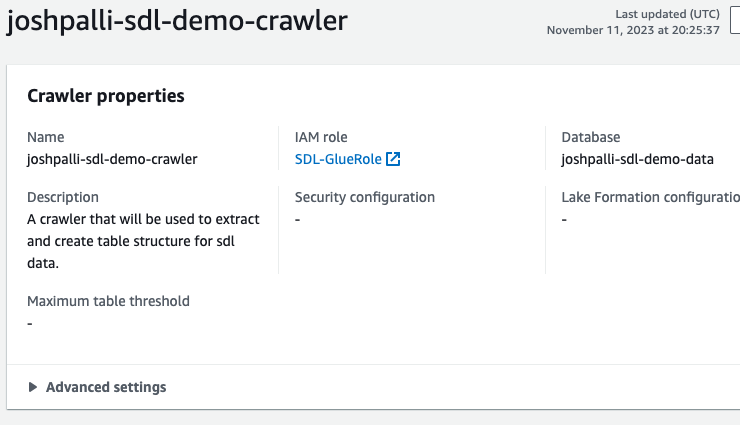 joshpalli-sdl-demo-crawler
Last updated (UTC)
November 11, 2023 at 20:25:37
Crawler properties
Name
joshpalli-sdl-demo-crawler
IAM role
SDL-GlueRole
Database
joshpalli-sdl-demo-data
Description
A crawler that will be used to extract
and create table structure for sdl
data.
Security configuration
-
Lake Formation configuratio
-
Maximum table threshold
-
Advanced settings